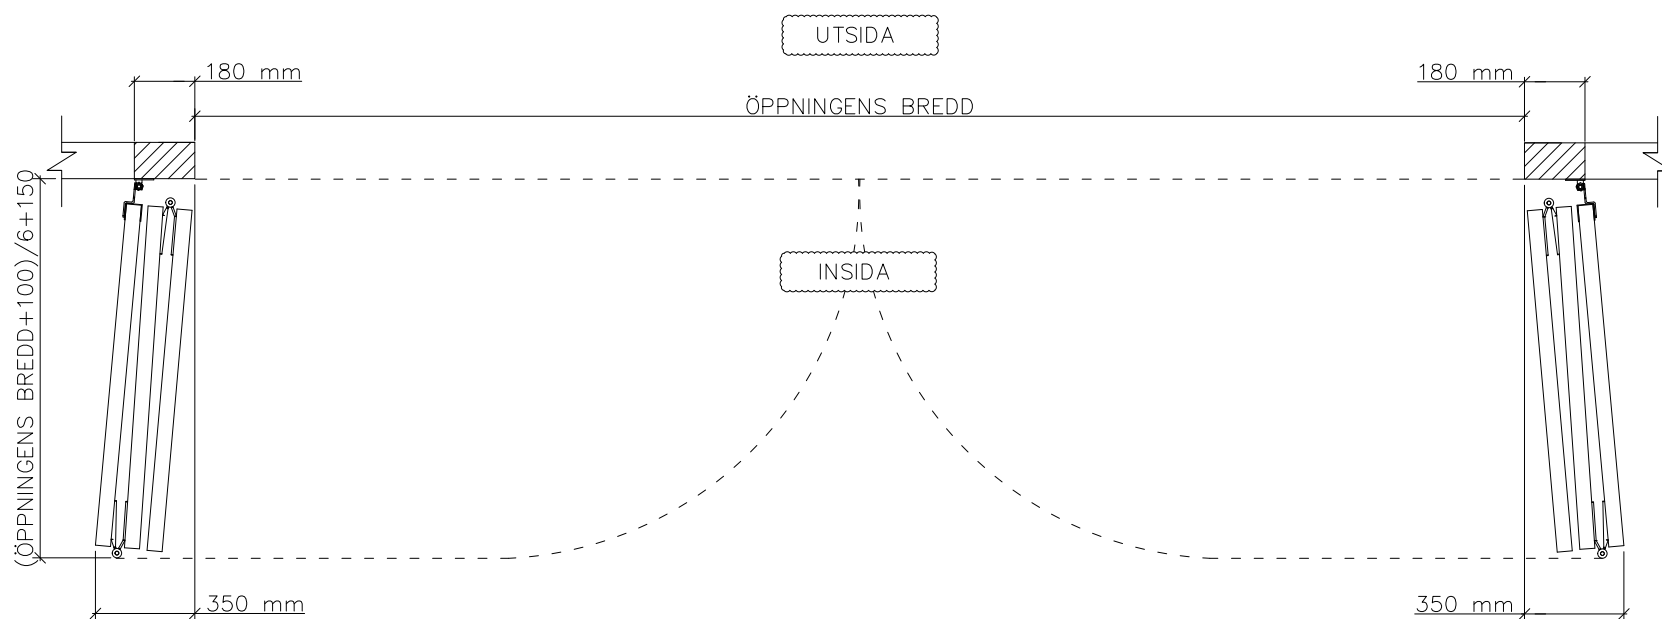 UTSIDA
180 mm
180 mm
ÖPPNINGENS BREDD
(ÖPPNINGENS BREDD+100)/6+150
INSIDA
350 mm
350 mm